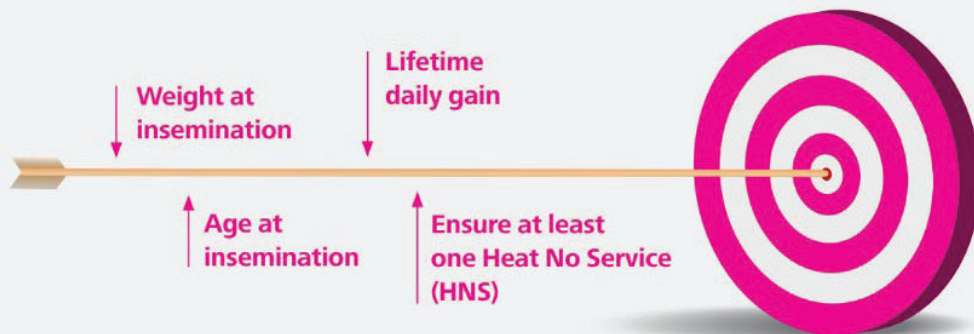 Weight at
insemination
Age at
insemination
Lifetime
daily gain
Ensure at least
one Heat No Service
(HNS)